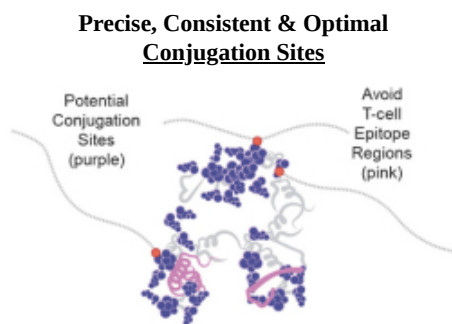 Precise, Consistent & Optimal
Conjugation Sites
Potential
Conjugation
Sites
(purple)
Avoid
T-cell
Epitope
Regions
(pink)